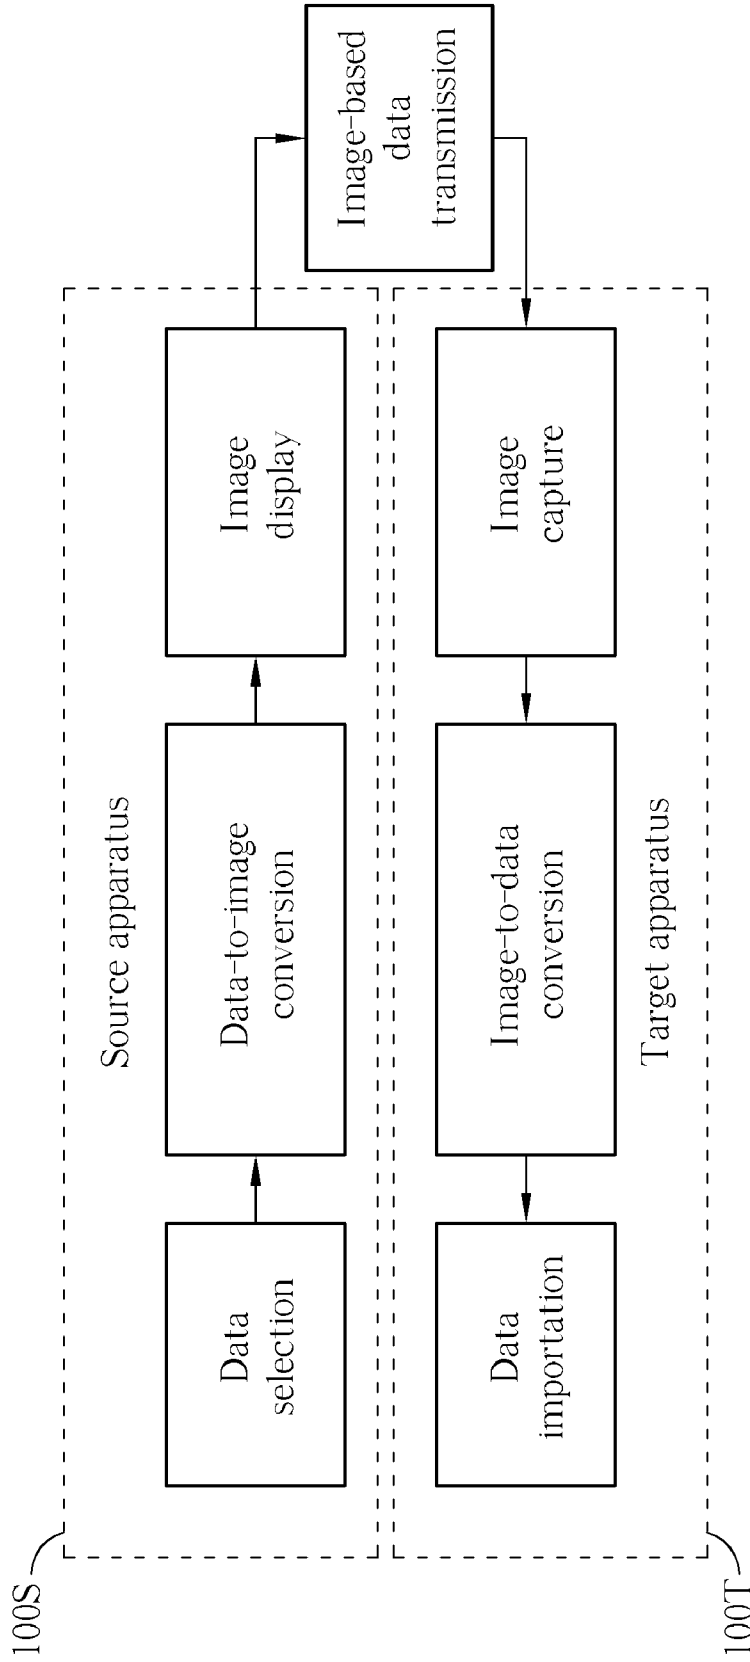 100S
Source apparatus
Data
selection
Data-to-image
conversion
Image
display
Image-based
data
transmission
Image
capture
Image-to-data
conversion
Data
importation
Target apparatus
100T